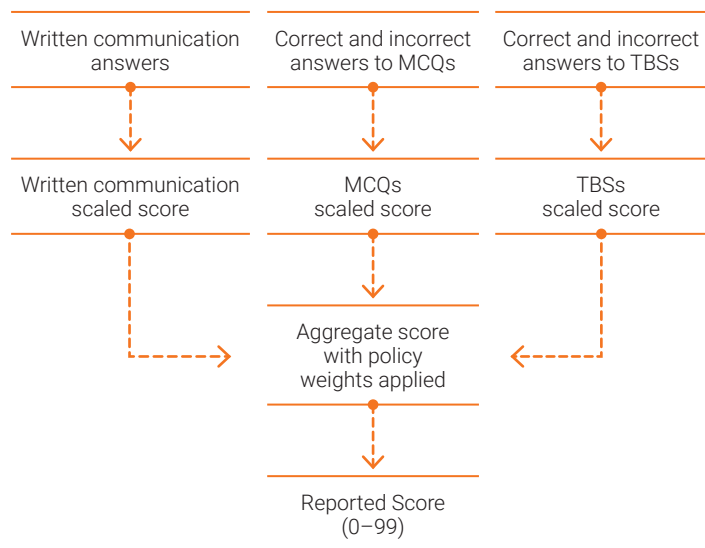 Written communication
answers
Correct and incorrect
answers to MCQs
Correct and incorrect
answers to TBSs
Written communication
scaled score
MCQs
scaled score
TBSs
scaled score
Aggregate score
with policy
weights applied
Reported Score
(0–99)